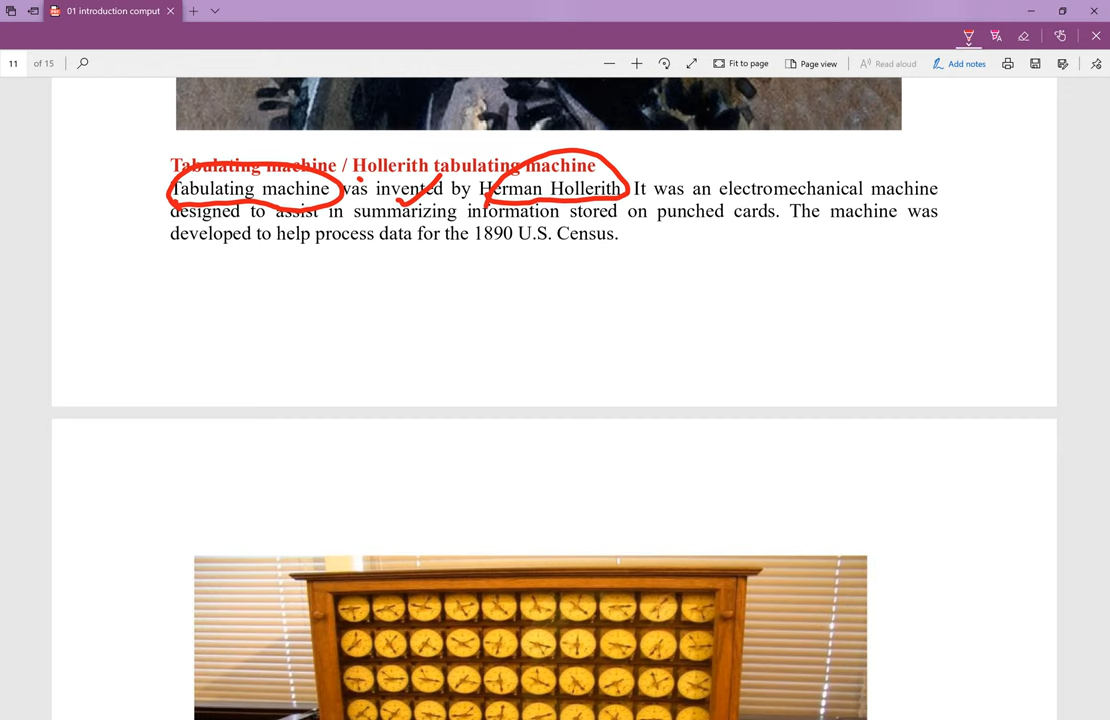 01 introduction comput
11 of 15
Fit to page
Page view
Read aloud
Add notes
Tabulating machine / Hollerith tabulating machine
Tabulating machine was invented by Herman Hollerith. It was an electromechanical machine
designed to assist in summarizing information stored on punched cards. The machine was
developed to help process data for the 1890 U.S. Census.